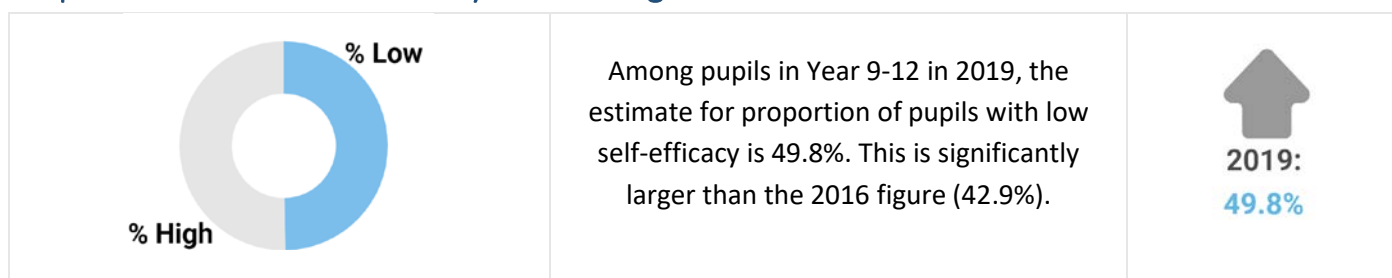 % Low
% High
Among pupils in Year 9-12 in 2019, the
estimate for proportion of pupils with low
self-efficacy is 49.8%. This is significantly
larger than the 2016 figure (42.9%).
2019:
49.8%